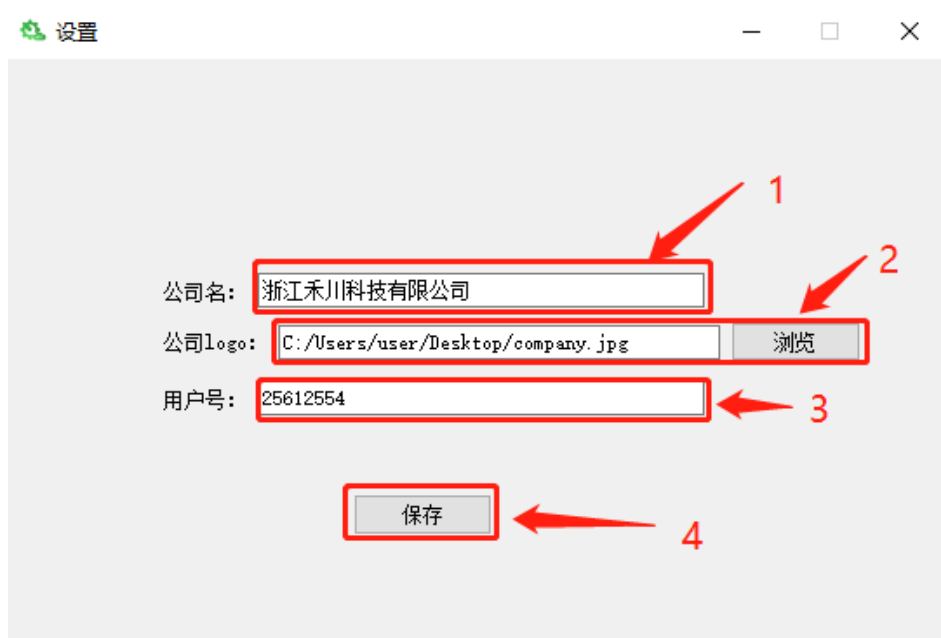 设置
1
2
公司名： 浙江禾川科技有限公司
公司logo： C:/Users/user/Desktop/company.jpg 浏览
用户号： 25612554
3
保存
4